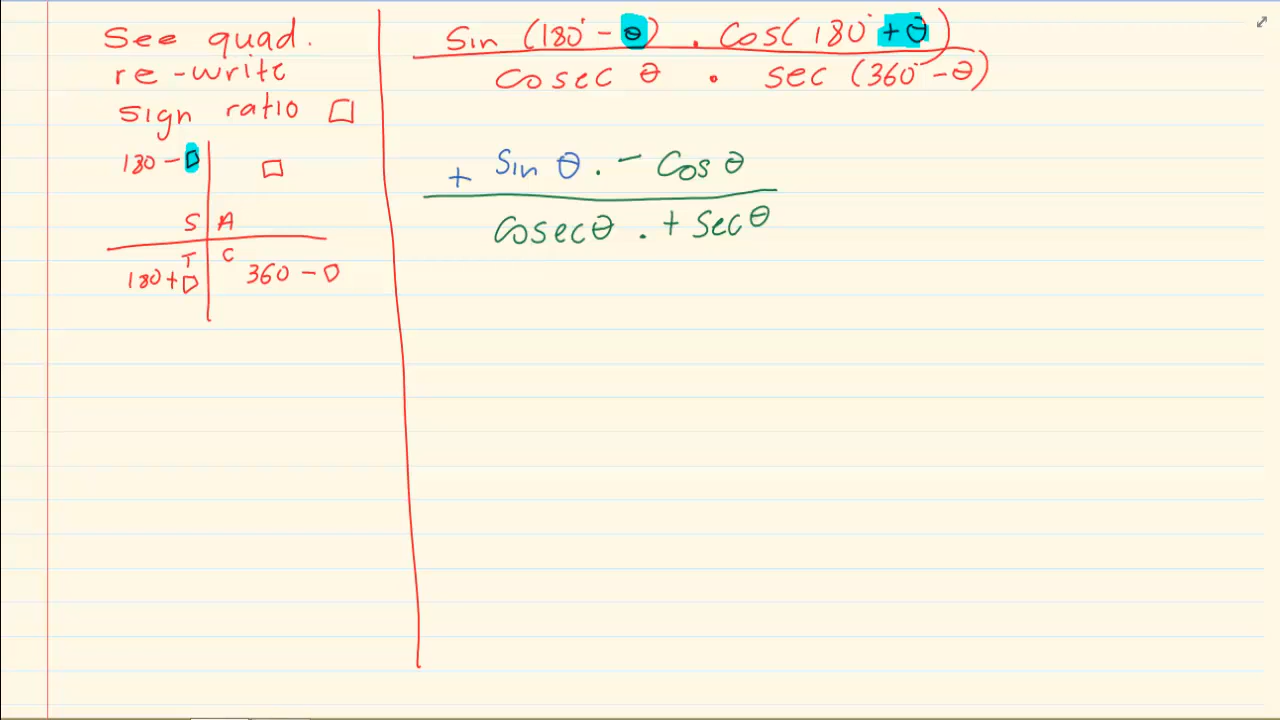 See quad.
re-write
sign ratio □
180 - □
□
S A
T C
180+□
360 - □
Sin (180° - θ) . Cos(180° + θ)
cosec θ . sec (360° - θ)
+ Sin θ . - Cos θ
Cosec θ . + Sec θ